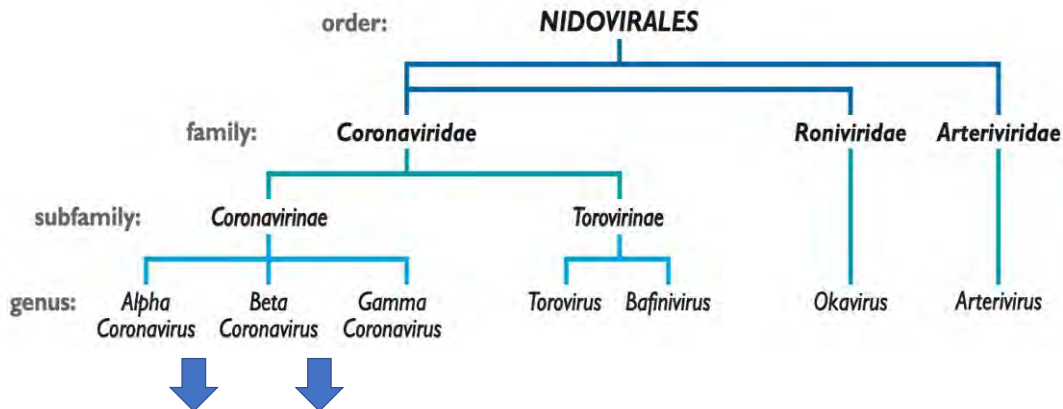 order: NIDOVIRALES
family: Coronaviridae Roniviridae Arteriviridae
subfamily: Coronavirinae Torovirinae
genus: Alpha Beta Gamma Torovirus Bafinivirus Okavirus Arterivirus
Coronavirus Coronavirus Coronavirus